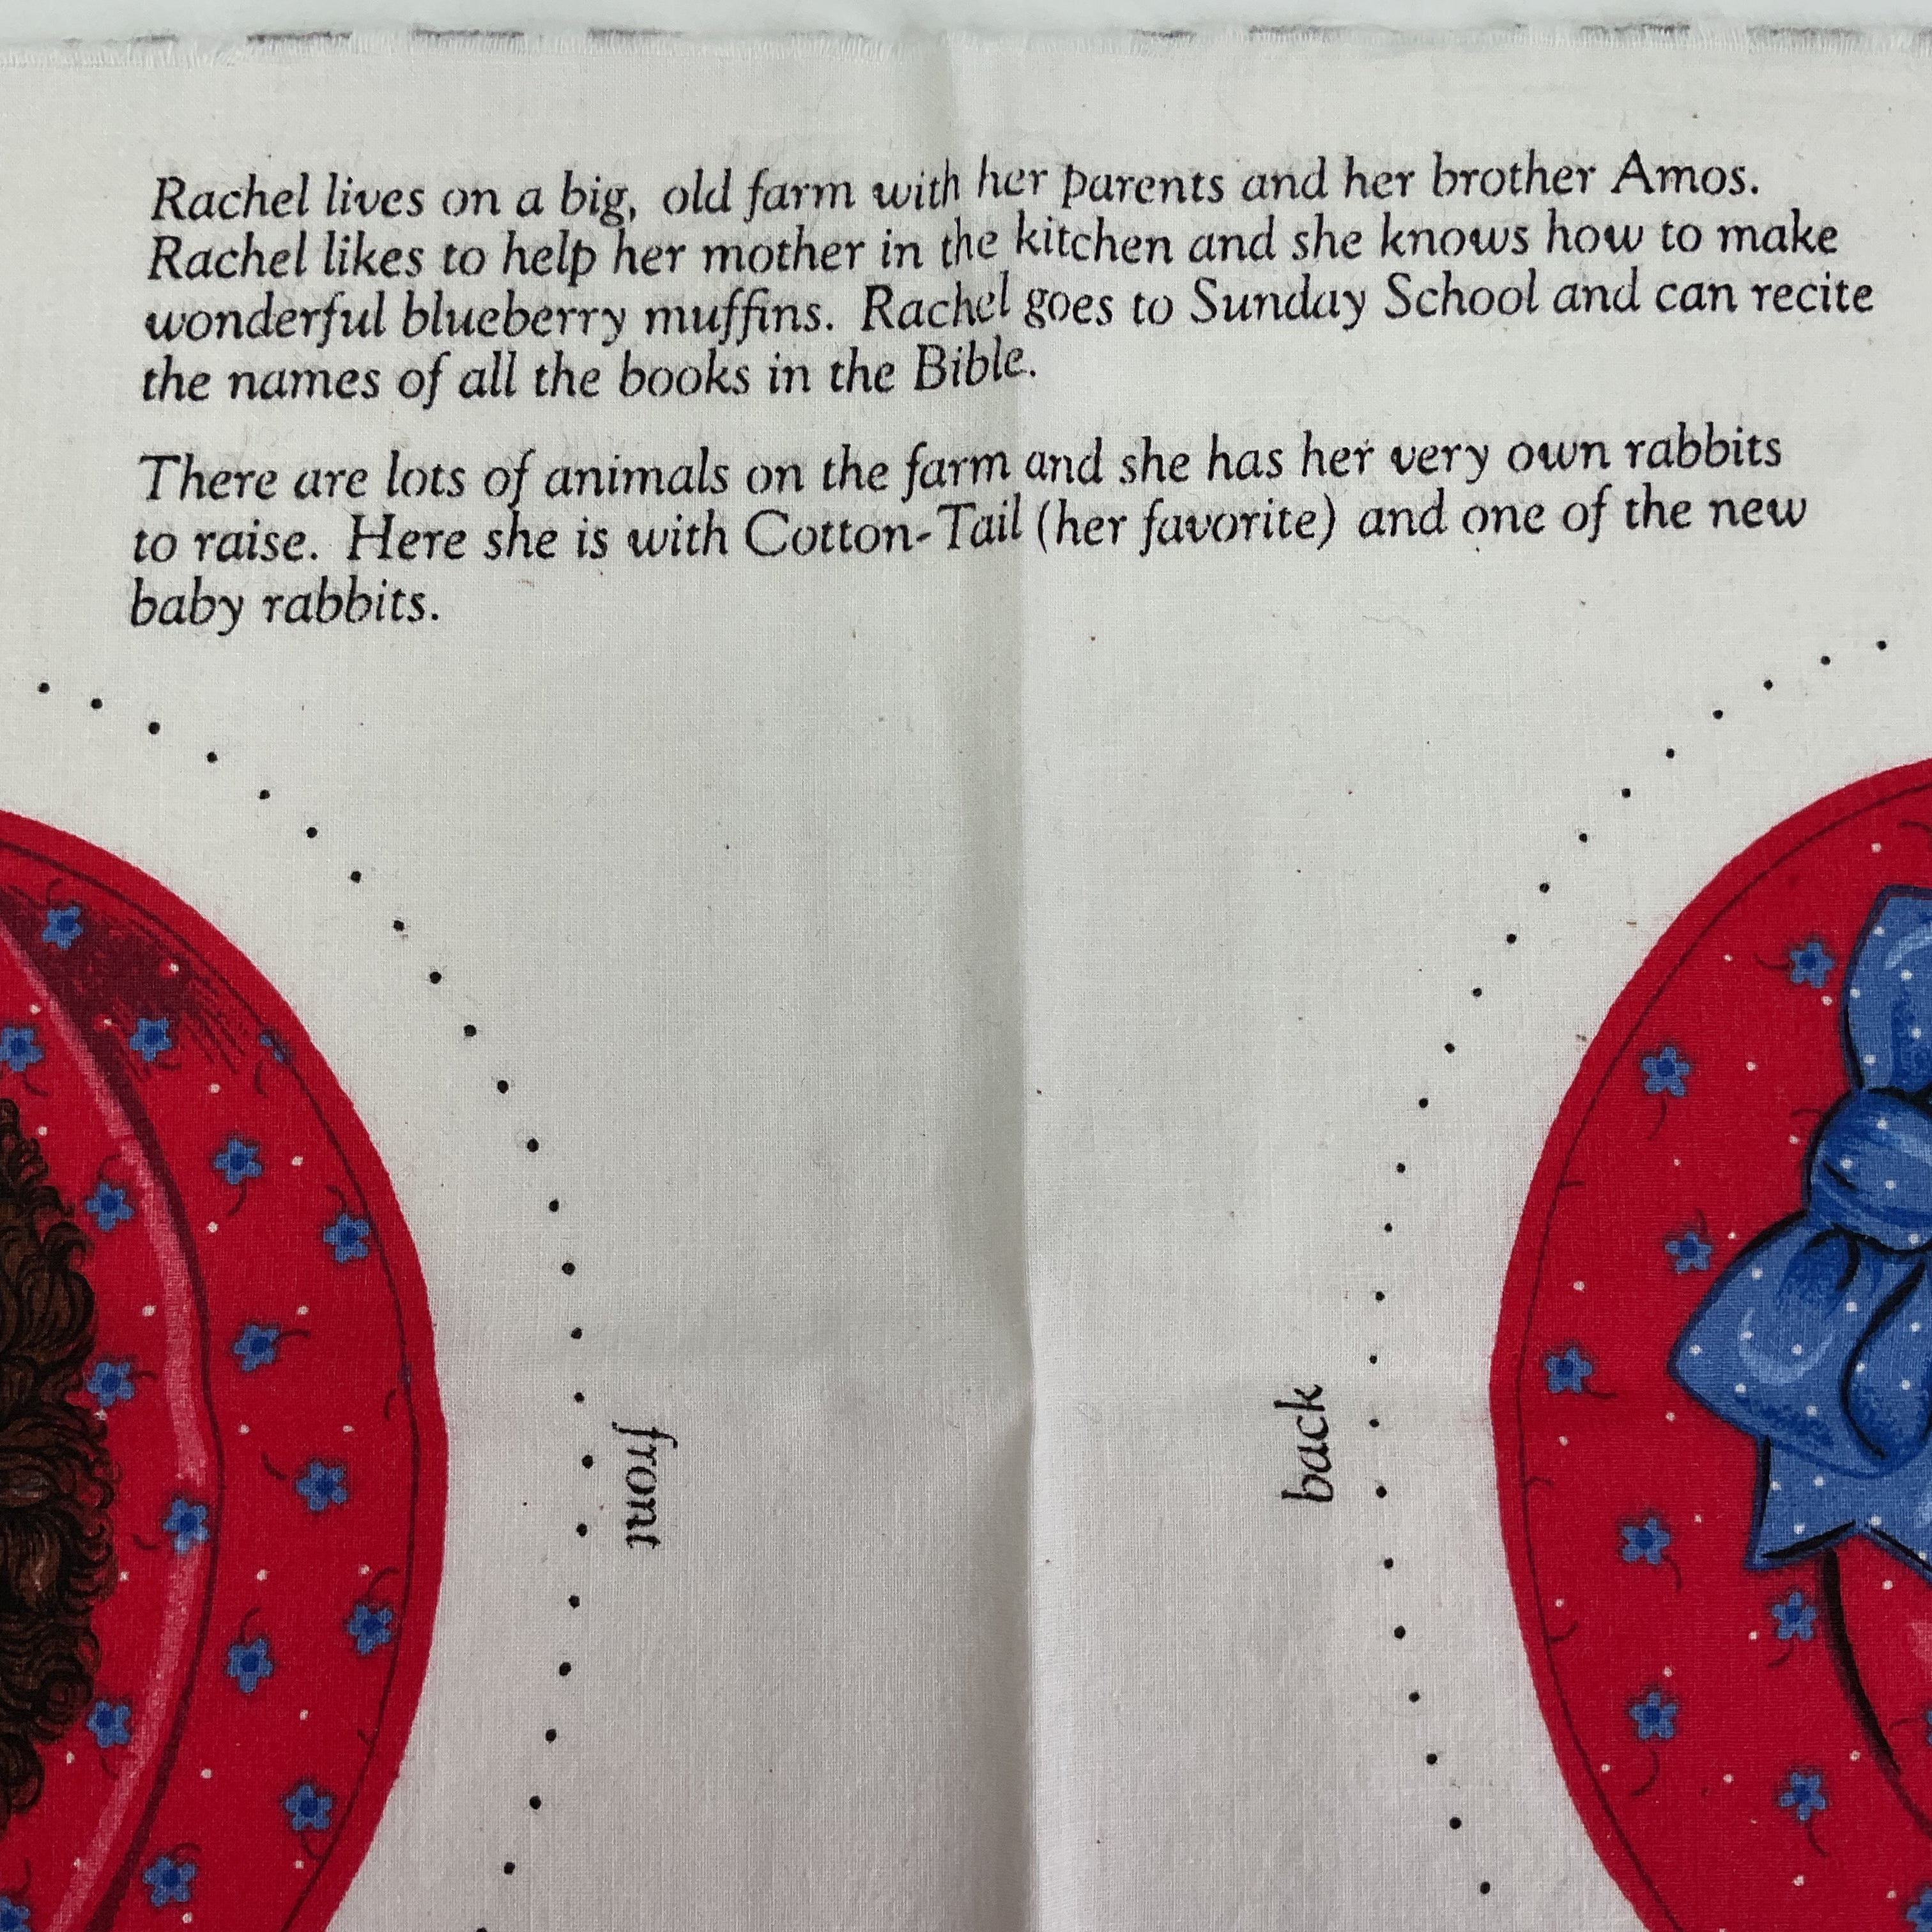 Rachel lives on a big, old farm with her parents and her brother Amos.
Rachel likes to help her mother in the kitchen and she knows how to make
wonderful blueberry muffins. Rachel goes to Sunday School and can recite
the names of all the books in the Bible.
There are lots of animals on the farm and she has her very own rabbits
to raise. Here she is with Cotton-Tail (her favorite) and one of the new
baby rabbits.
front
back